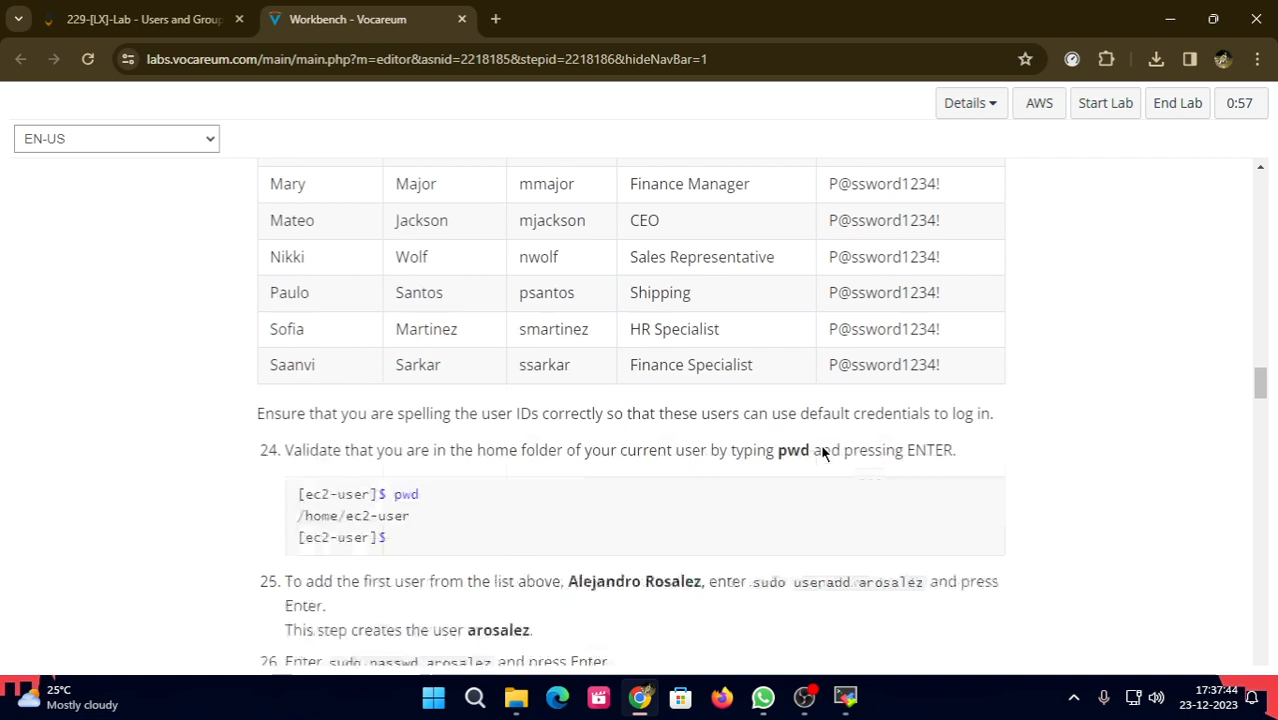 229-[LX]-Lab - Users and Group
Workbench - Vocareum
labs.vocareum.com/main/main.php?m=editor&asnid=2218185&stepid=2218186&hideNavBar=1
Details AWS Start Lab End Lab 0:57
EN-US
Mary Major mmajor Finance Manager P@ssword1234!
Mateo Jackson mjackson CEO P@ssword1234!
Nikki Wolf nwolf Sales Representative P@ssword1234!
Paulo Santos psantos Shipping P@ssword1234!
Sofia Martinez smartinez HR Specialist P@ssword1234!
Saanvi Sarkar ssarkar Finance Specialist P@ssword1234!
Ensure that you are spelling the user IDs correctly so that these users can use default credentials to log in.
24. Validate that you are in the home folder of your current user by typing pwd and pressing ENTER.
[ec2-user]$ pwd
/home/ec2-user
[ec2-user]$
25. To add the first user from the list above, Alejandro Rosalez, enter sudo useradd arosalez and press
Enter.
This step creates the user arosalez.
26. Enter sudo passwd arosalez and press Enter
25°C
Mostly cloudy
17:37:44
23-12-2023